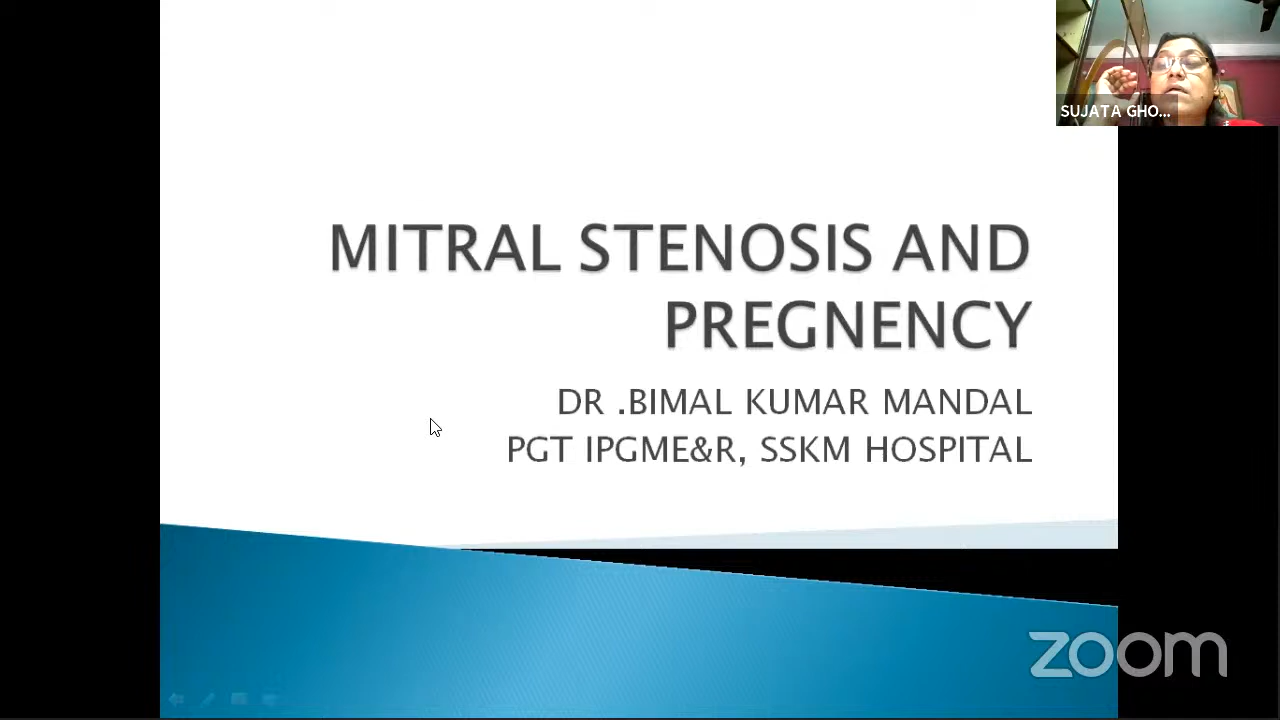 SUJATA GHO...
MITRAL STENOSIS AND
PREGNENCY
DR .BIMAL KUMAR MANDAL
PGT IPGME&R, SSKM HOSPITAL
zoom